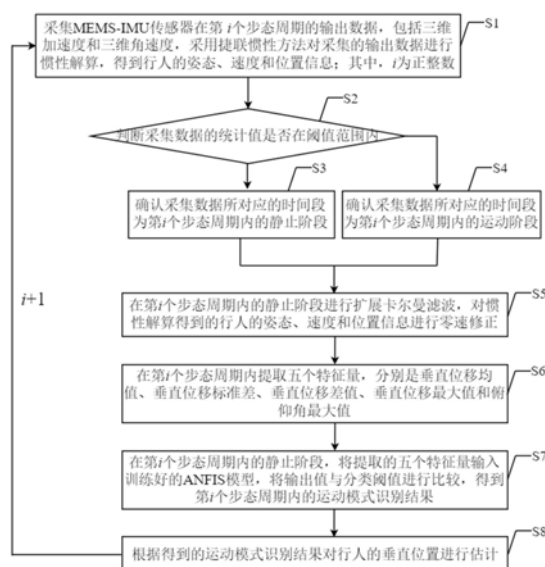 采集MEMS-IMU传感器在第 i个步态周期的输出数据，包括三维
加速度和三维角速度，采用捷联惯性方法对采集的输出数据进行
惯性解算，得到行人的姿态、速度和位置信息；其中，i为正整数
S1
S2
判断采集数据的统计值是否在阈值范围内
S3
S4
确认采集数据所对应的时间段
为第i个步态周期内的静止阶段
确认采集数据所对应的时间段
为第i个步态周期内的运动阶段
i+1
S5
在第i个步态周期内的静止阶段进行扩展卡尔曼滤波，对
惯性解算得到的行人的姿态、速度和位置信息进行零速修正
S6
在第i个步态周期内提取五个特征量，分别是垂直位移均
值、垂直位移标准差、垂直位移差值、垂直位移最大值和俯
仰角最大值
S7
在第i个步态周期内的静止阶段，将提取的五个特征量输入
训练好的ANFIS模型，将输出值与分类阈值进行比较，得到
第i个步态周期内的运动模式识别结果
S8
根据得到的运动模式识别结果对行人的垂直位置进行估计